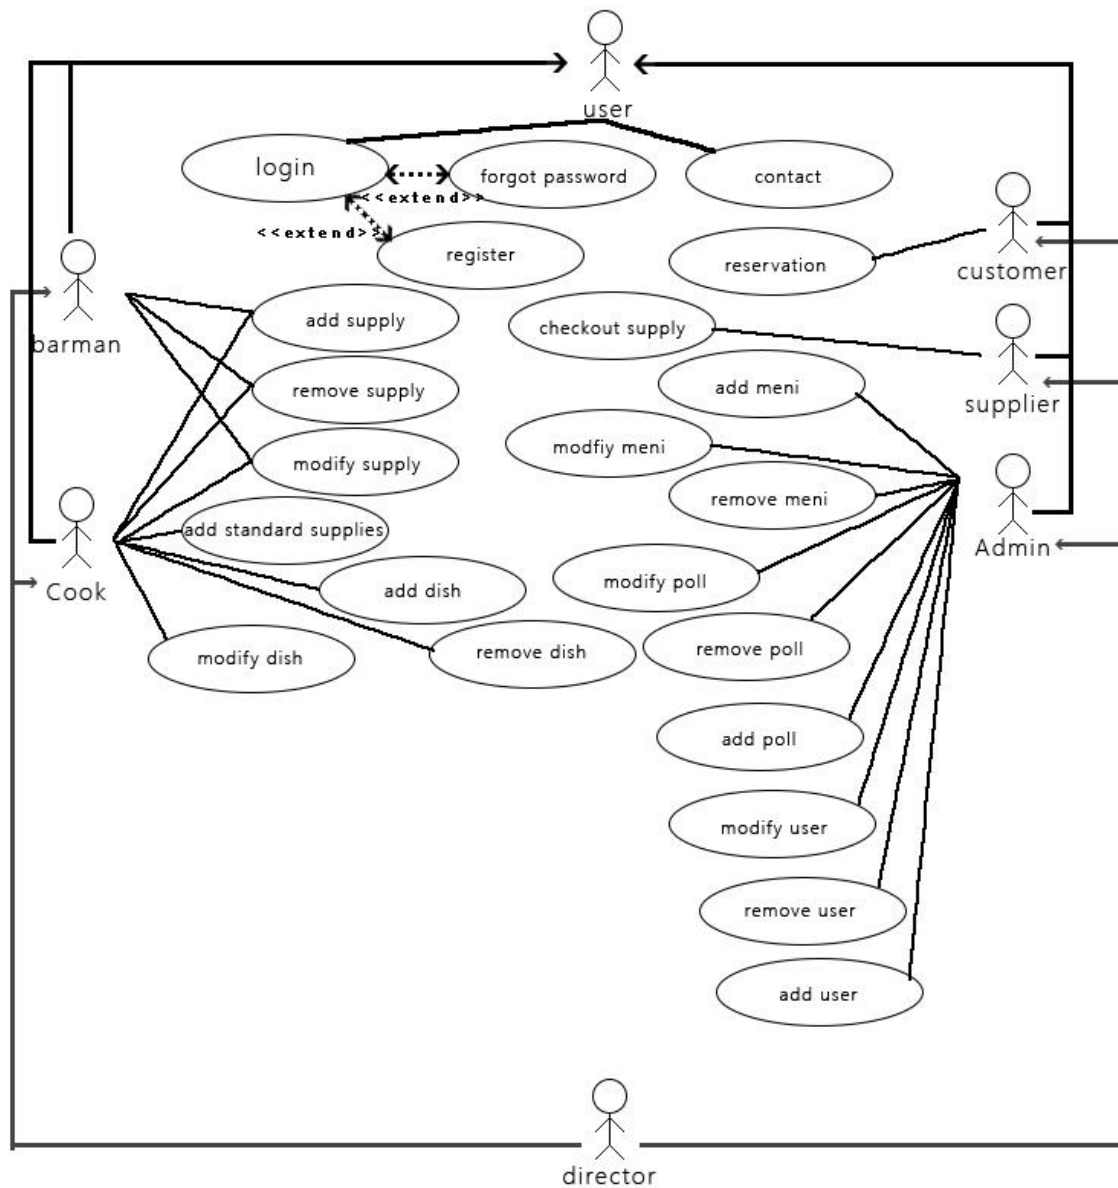 user
login
forgot password
contact
<<extend>>
<<extend>>
register
reservation
customer
barman
add supply
checkout supply
remove supply
add meni
supplier
modify supply
modfiy meni
remove meni
add standard supplies
Admin
Cook
add dish
modify poll
modify dish
remove dish
remove poll
add poll
modify user
remove user
add user
director